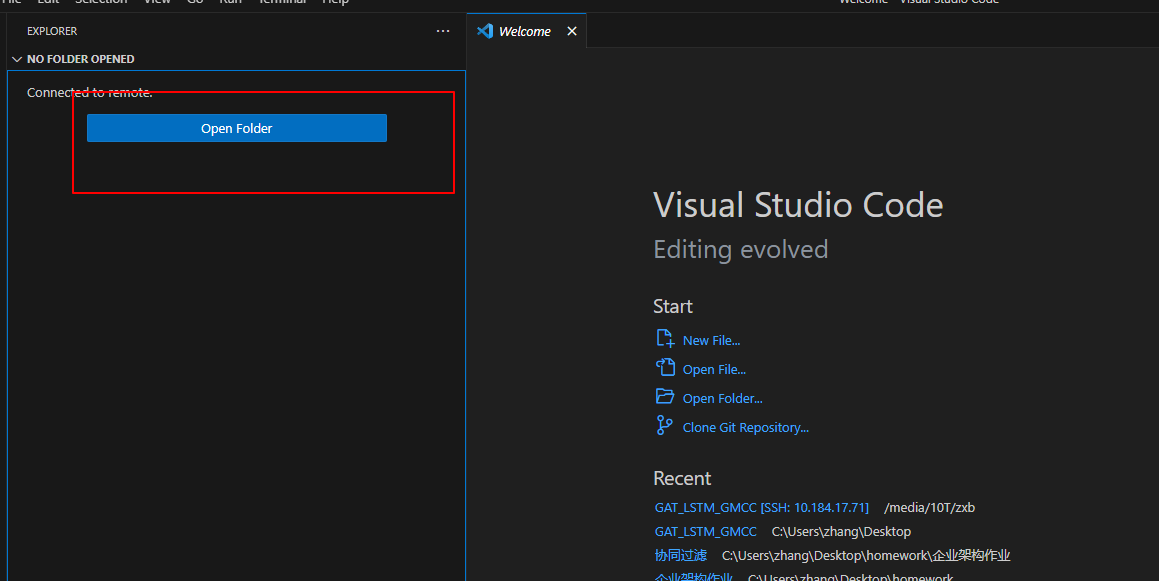 File Edit Selection View Go Run Terminal Help
Welcome - Visual Studio Code
EXPLORER
NO FOLDER OPENED
Connected to remote.
Open Folder
Welcome
Visual Studio Code
Editing evolved
Start
New File...
Open File...
Open Folder...
Clone Git Repository...
Recent
GAT_LSTM_GMCC [SSH: 10.184.17.71] /media/10T/zxb
GAT_LSTM_GMCC C:\Users\zhang\Desktop
协同过滤 C:\Users\zhang\Desktop\homework\企业架构作业
企业架构作业 C:\Users\zhang\Desktop\homework